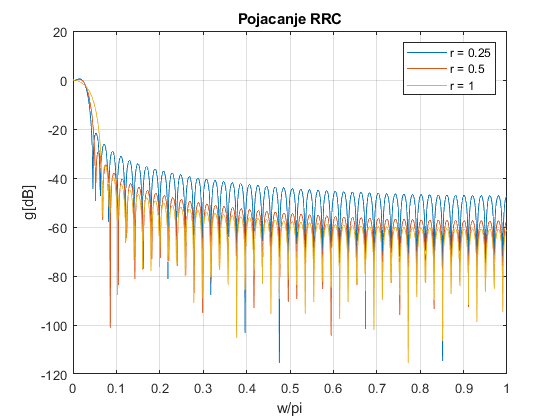 Pojacanje RRC
r = 0.25
r = 0.5
r = 1
g[dB]
20
0
-20
-40
-60
-80
-100
-120
0 0.1 0.2 0.3 0.4 0.5 0.6 0.7 0.8 0.9 1
w/pi